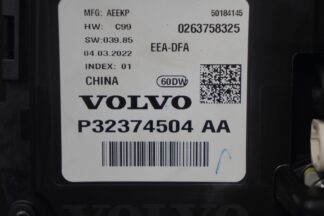 MFG: AEEKP 50184145
HW: C99 0263758325
SW:039.85
04.03.2022 EEA-DFA
INDEX: 01
CHINA 60DW
VOLVO
P32374504 AA